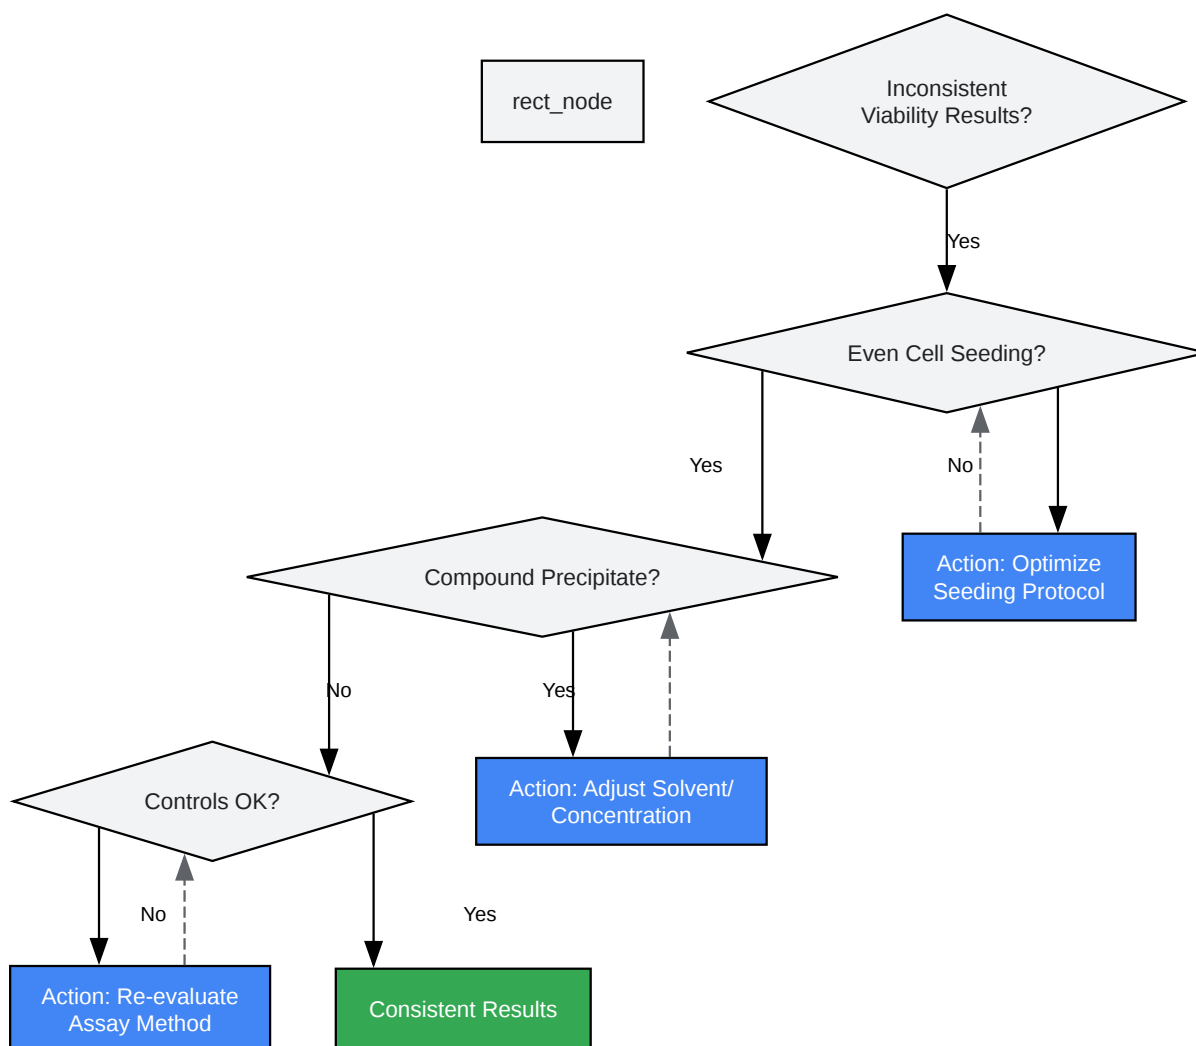 rect_node
Inconsistent
Viability Results?
Yes
Even Cell Seeding?
Yes
No
Action: Optimize
Seeding Protocol
Compound Precipitate?
No
Yes
Action: Adjust Solvent/
Concentration
Controls OK?
No
Yes
Action: Re-evaluate
Assay Method
Consistent Results